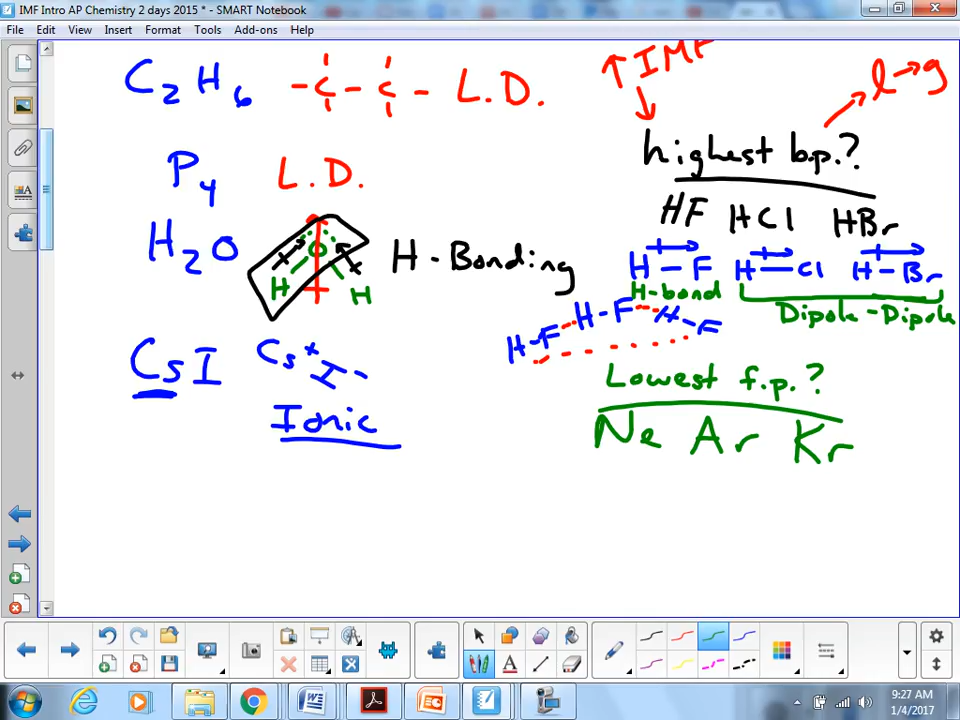 IMF Intro AP Chemistry 2 days 2015 * - SMART Notebook
File Edit View Insert Format Tools Add-ons Help
C2H6 -C-C- L.D.
↑IMF
l→g
highest b.p.?
P4 L.D.
HF HCl HBr
H2O O H H H-Bonding
H-F H-Cl H-Br
H-bond Dipole-Dipole
H-F H-F H-F
CsI Cs+ I-
Ionic
Lowest f.p.?
Ne Ar Kr
9:27 AM
1/4/2017